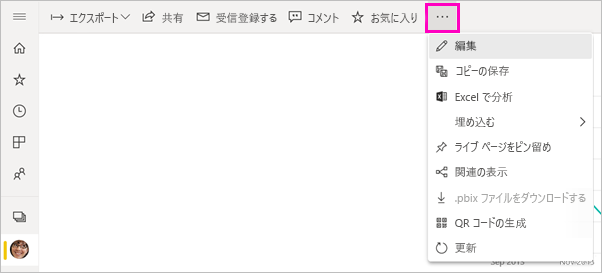 エクスポート 共有 受信登録する コメント お気に入り ...
編集
コピーの保存
Excel で分析
埋め込む
ライブ ページをピン留め
関連の表示
.pbix ファイルをダウンロードする
QR コードの生成
更新
Sep 2013